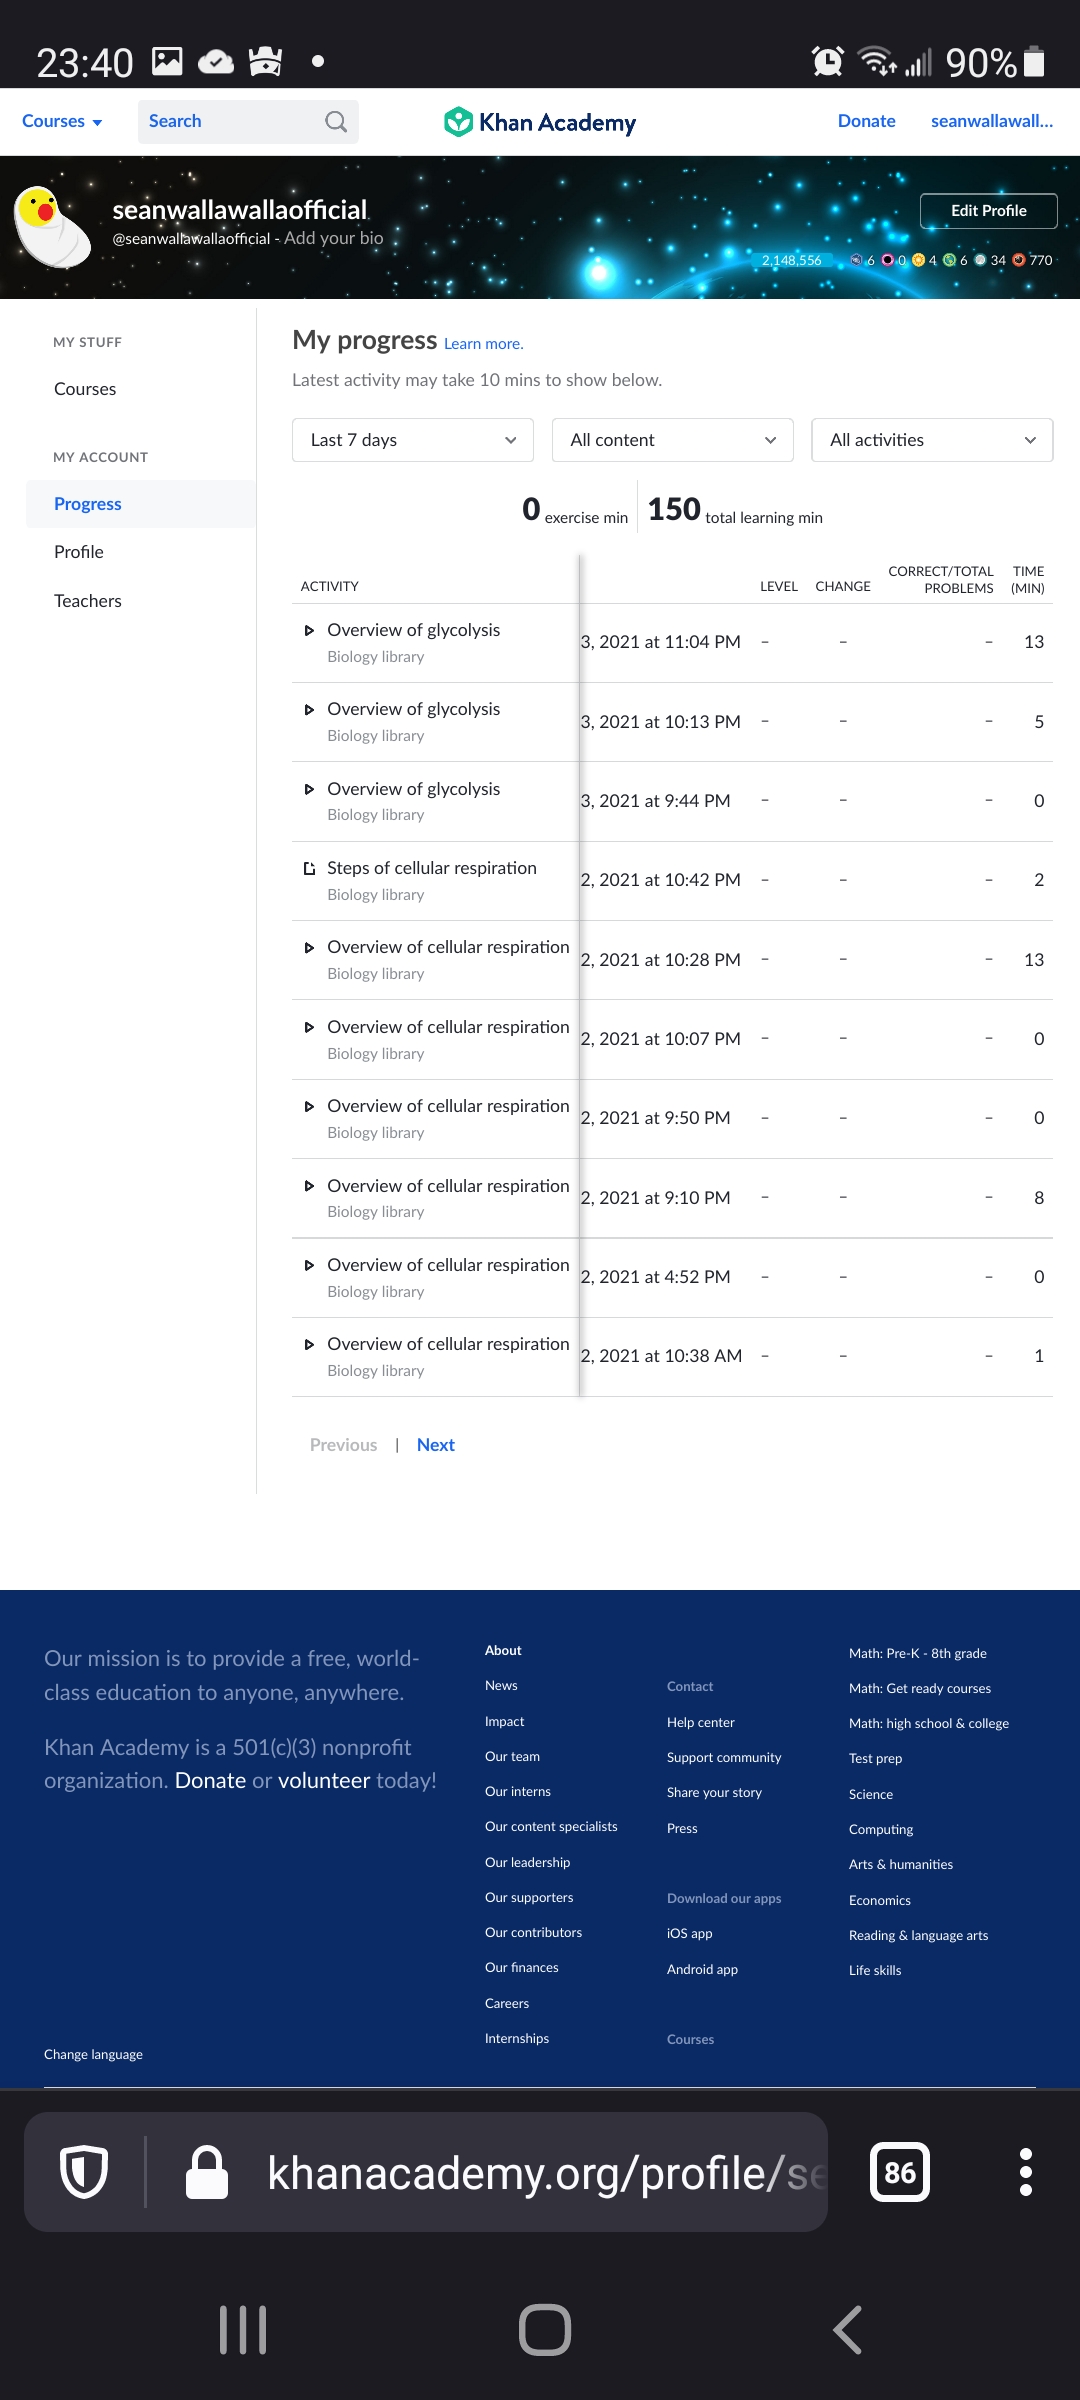 23:40 90%
Courses Search Khan Academy Donate seanwallawall...
seanwallawallaofficial
Edit Profile
@seanwallawallaofficial - Add your bio
2,148,556 6 0 4 6 34 770
MY STUFF
Courses
MY ACCOUNT
Progress
Profile
Teachers
My progress Learn more.
Latest activity may take 10 mins to show below.
Last 7 days All content All activities
0 exercise min 150 total learning min
ACTIVITY LEVEL CHANGE CORRECT/TOTAL PROBLEMS TIME (MIN)
Overview of glycolysis 3, 2021 at 11:04 PM – – – 13
Biology library
Overview of glycolysis 3, 2021 at 10:13 PM – – – 5
Biology library
Overview of glycolysis 3, 2021 at 9:44 PM – – – 0
Biology library
Steps of cellular respiration 2, 2021 at 10:42 PM – – – 2
Biology library
Overview of cellular respiration 2, 2021 at 10:28 PM – – – 13
Biology library
Overview of cellular respiration 2, 2021 at 10:07 PM – – – 0
Biology library
Overview of cellular respiration 2, 2021 at 9:50 PM – – – 0
Biology library
Overview of cellular respiration 2, 2021 at 9:10 PM – – – 8
Biology library
Overview of cellular respiration 2, 2021 at 4:52 PM – – – 0
Biology library
Overview of cellular respiration 2, 2021 at 10:38 AM – – – 1
Biology library
Previous | Next
Our mission is to provide a free, world-
class education to anyone, anywhere.
Khan Academy is a 501(c)(3) nonprofit
organization. Donate or volunteer today!
Change language
About
News
Impact
Our team
Our interns
Our content specialists
Our leadership
Our supporters
Our contributors
Our finances
Careers
Internships
Contact
Help center
Support community
Share your story
Press
Download our apps
iOS app
Android app
Courses
Math: Pre-K - 8th grade
Math: Get ready courses
Math: high school & college
Test prep
Science
Computing
Arts & humanities
Economics
Reading & language arts
Life skills
khanacademy.org/profile/se 86